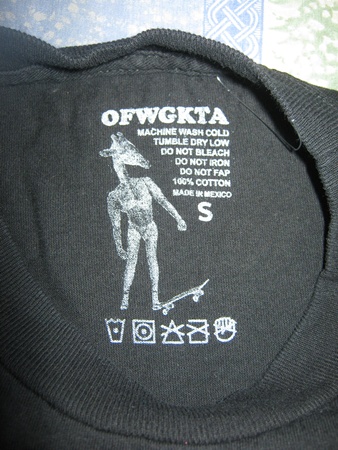 OFWGKTA
MACHINE WASH COLD
TUMBLE DRY LOW
DO NOT BLEACH
DO NOT IRON
DO NOT FAP
100% COTTON
MADE IN MEXICO
S